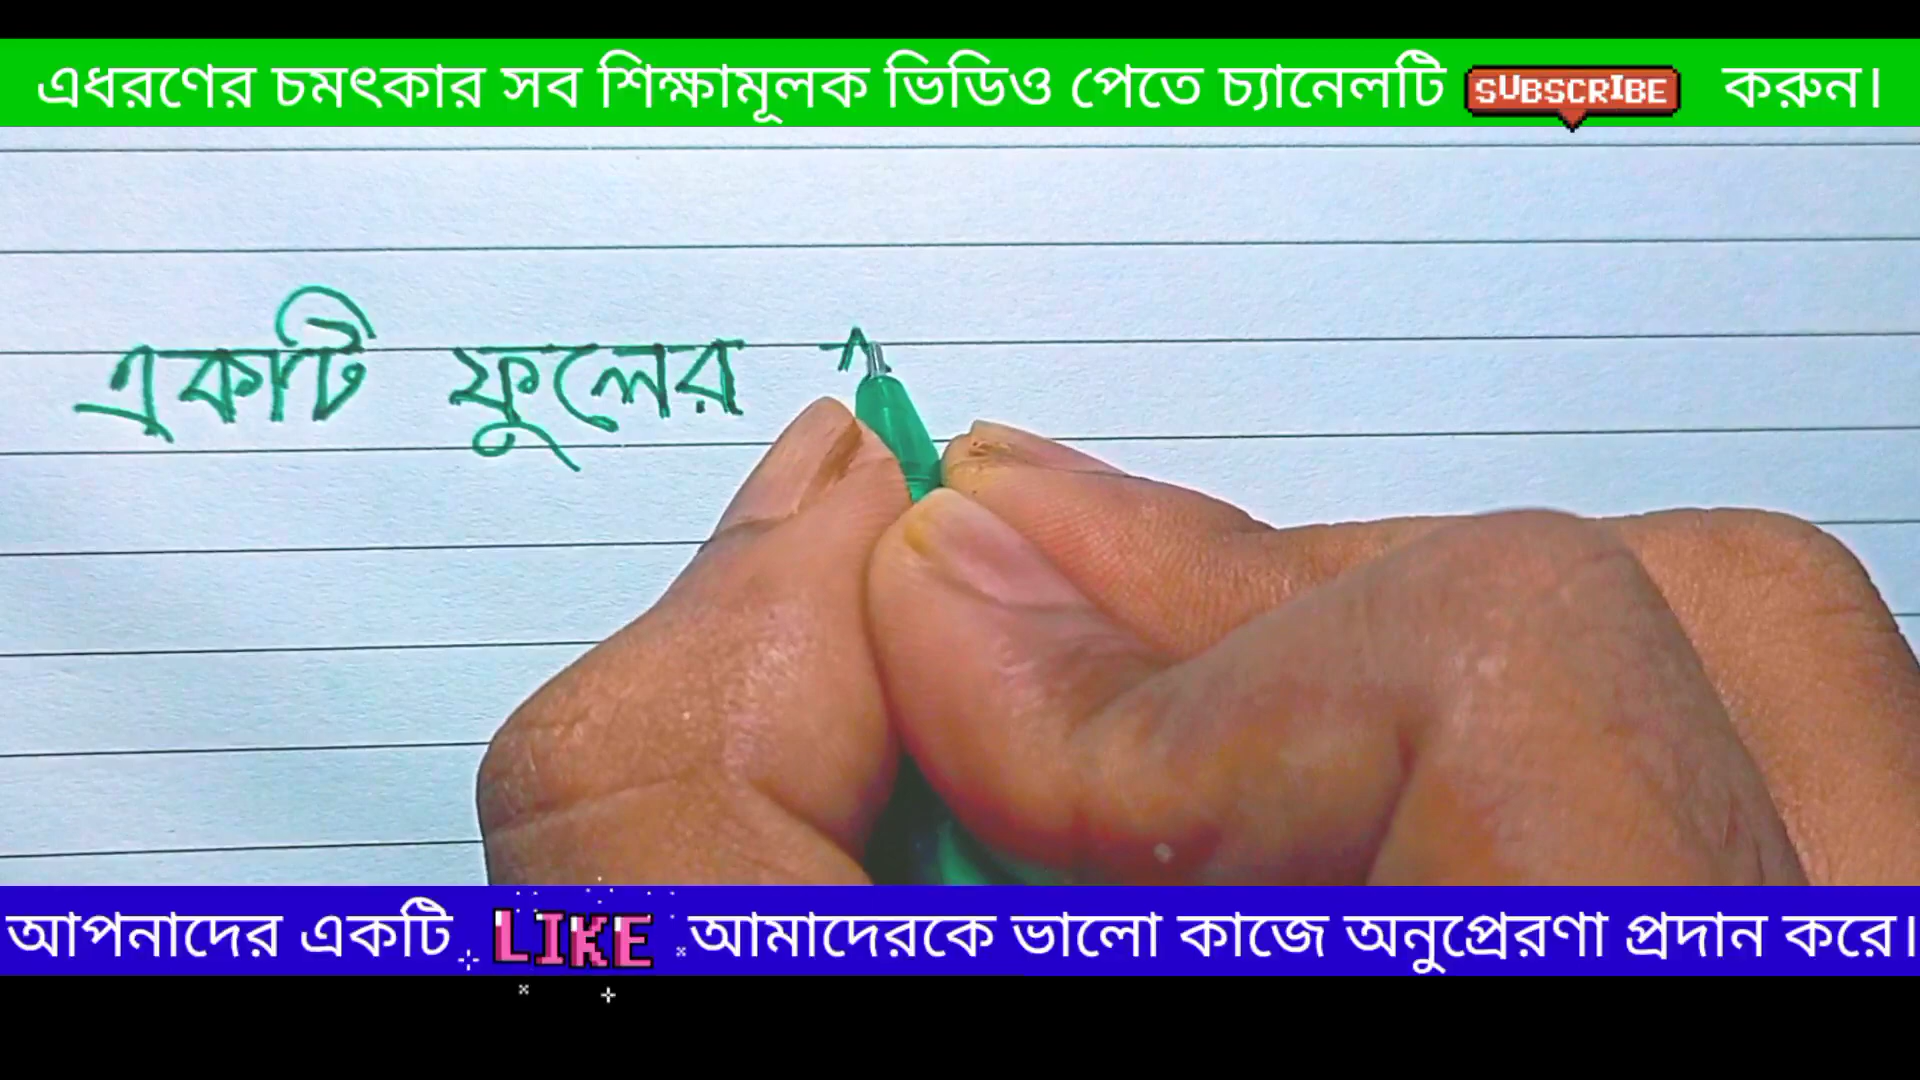 এধরণের চমৎকার সব শিক্ষামূলক ভিডিও পেতে চ্যানেলটি SUBSCRIBE করুন।
একটি ফুলের
আপনাদের একটি LIKE আমাদেরকে ভালো কাজে অনুপ্রেরণা প্রদান করে।